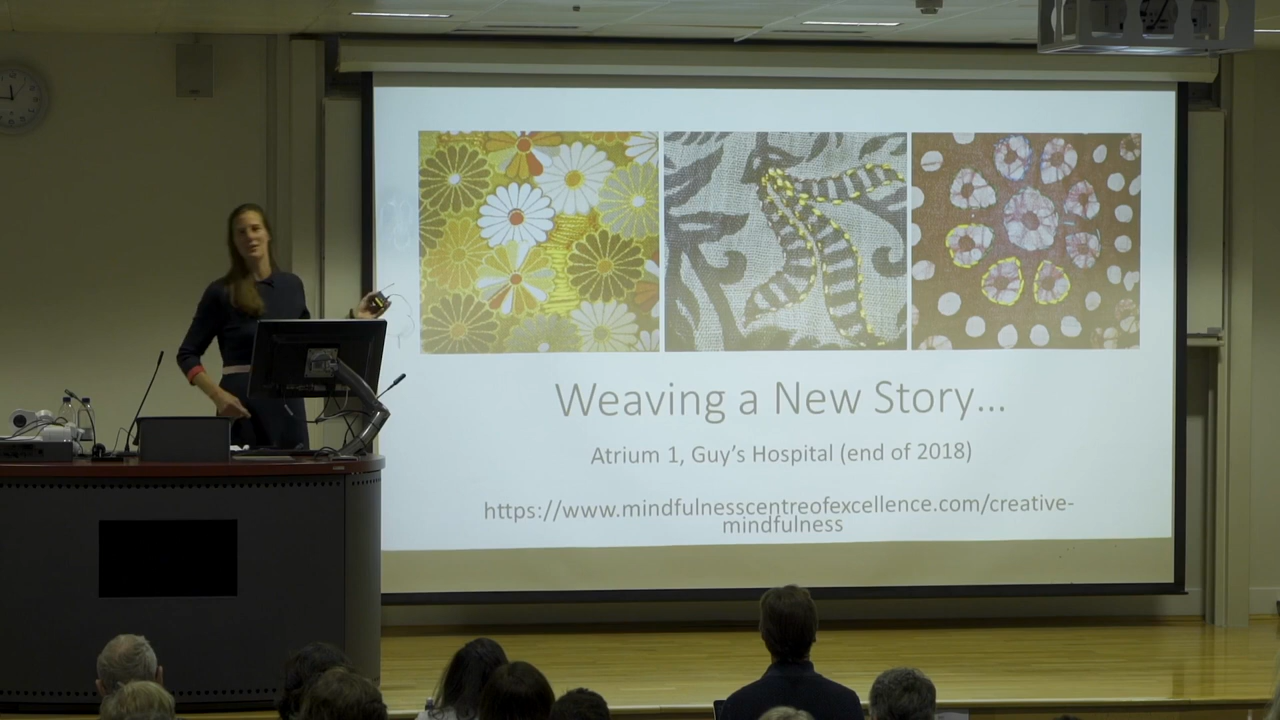 Weaving a New Story...
Atrium 1, Guy's Hospital (end of 2018)
https://www.mindfulnesscentreofexcellence.com/creative-
mindfulness